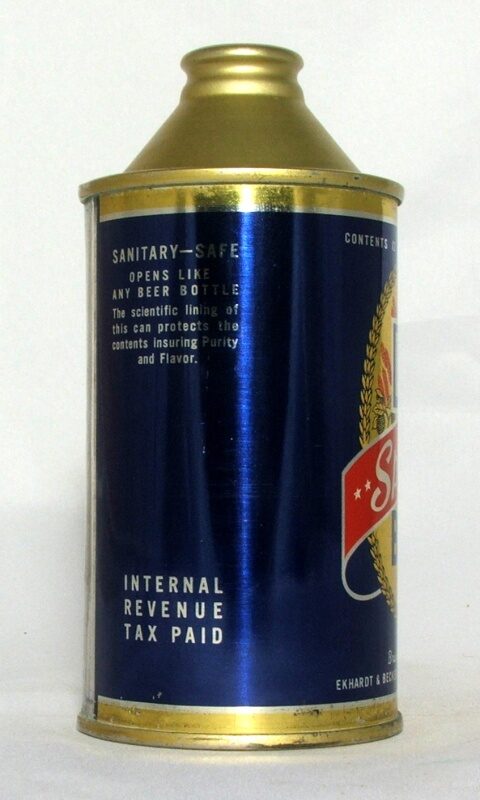 SANITARY—SAFE
OPENS LIKE
ANY BEER BOTTLE
The scientific lining of
this can protects the
contents insuring Purity
and Flavor.
INTERNAL
REVENUE
TAX PAID
CONTENTS
EKHARDT &